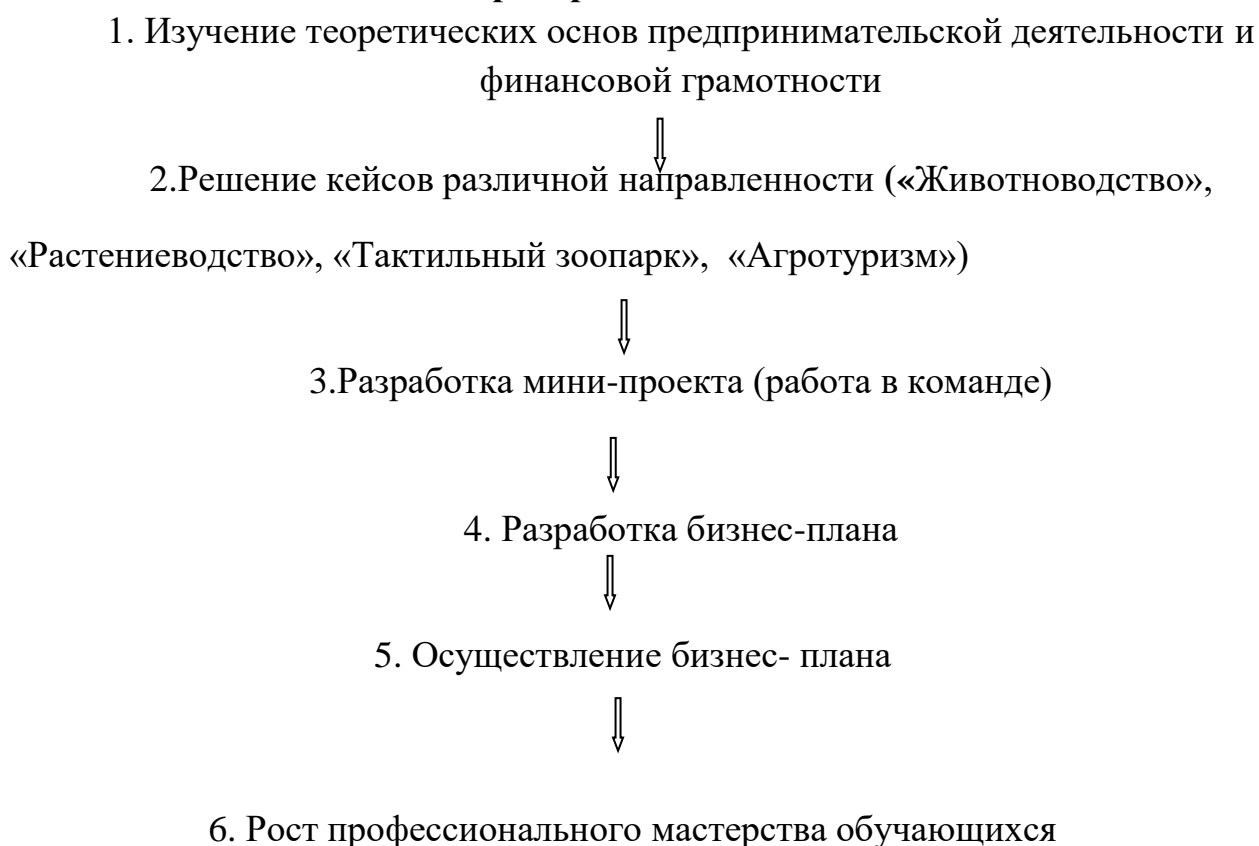 1. Изучение теоретических основ предпринимательской деятельности и
финансовой грамотности
2.Решение кейсов различной направленности («Животноводство»,
«Растениеводство», «Тактильный зоопарк», «Агротуризм»)
3.Разработка мини-проекта (работа в команде)
4. Разработка бизнес-плана
5. Осуществление бизнес- плана
6. Рост профессионального мастерства обучающихся